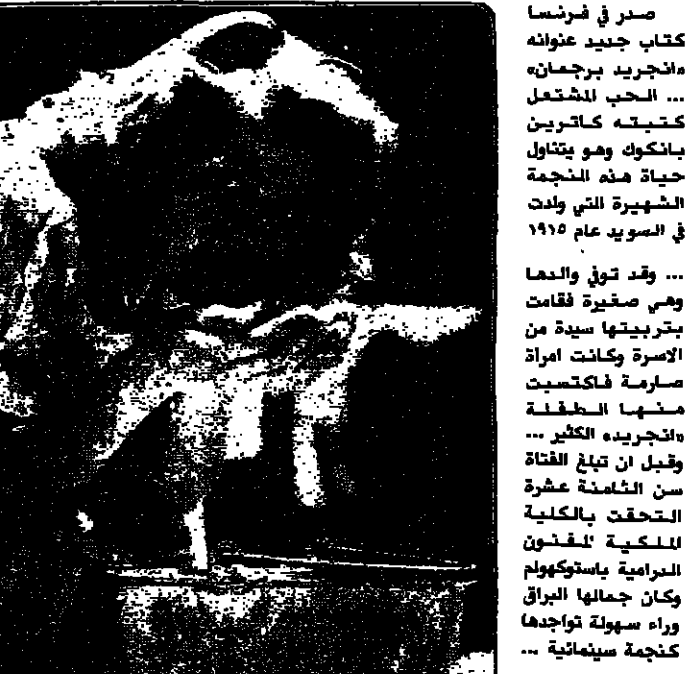 صدر في فرنسا
كتاب جديد عنوانه
«انجريد برجمان»
... الحب المشتعل
كتبته كاترين
بانكوك وهو يتناول
حياة هذه النجمة
الشهيرة التي ولدت
في السويد عام ١٩١٥
... وقد توفي والدها
وهي صغيرة فقامت
بتربيتها سيدة من
الاسرة وكانت امرأة
صارمة فاكتسبت
منها الطفلة
«انجريد» الكثير ...
وقبل ان تبلغ الفتاة
سن الثامنة عشرة
التحقت بالكلية
الملكية للفنون
الدرامية باستوكهولم
وكان جمالها البراق
وراء سهولة تواجدها
كنجمة سينمائية ...